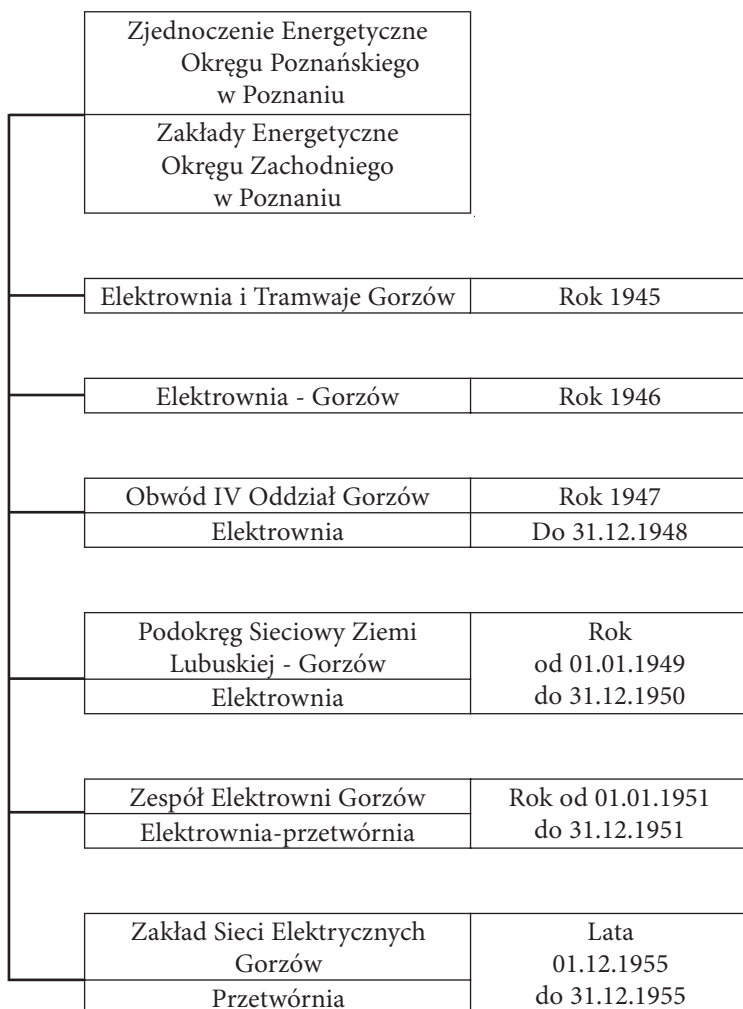 Zjednoczenie Energetyczne
Okręgu Poznańskiego
w Poznaniu
Zakłady Energetyczne
Okręgu Zachodniego
w Poznaniu
Elektrownia i Tramwaje Gorzów
Rok 1945
Elektrownia - Gorzów
Rok 1946
Obwód IV Oddział Gorzów
Rok 1947
Elektrownia
Do 31.12.1948
Podokręg Sieciowy Ziemi
Lubuskiej - Gorzów
Elektrownia
Rok
od 01.01.1949
do 31.12.1950
Zespół Elektrowni Gorzów
Elektrownia-przetwórnia
Rok od 01.01.1951
do 31.12.1951
Zakład Sieci Elektrycznych
Gorzów
Przetwórnia
Lata
01.12.1955
do 31.12.1955